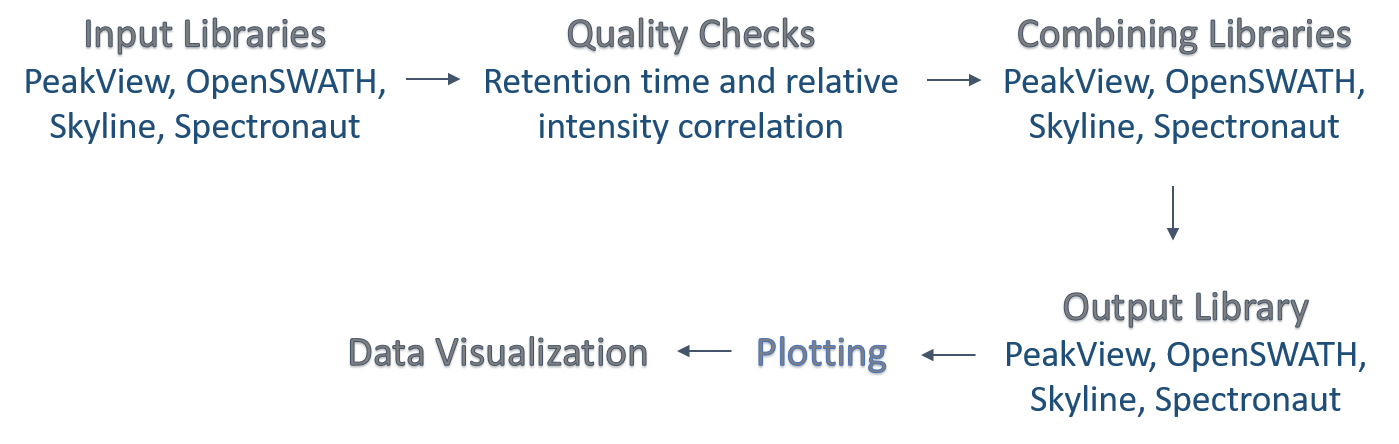 Input Libraries
PeakView, OpenSWATH,
Skyline, Spectronaut
Quality Checks
Retention time and relative
intensity correlation
Combining Libraries
PeakView, OpenSWATH,
Skyline, Spectronaut
Output Library
PeakView, OpenSWATH,
Skyline, Spectronaut
Plotting
Data Visualization